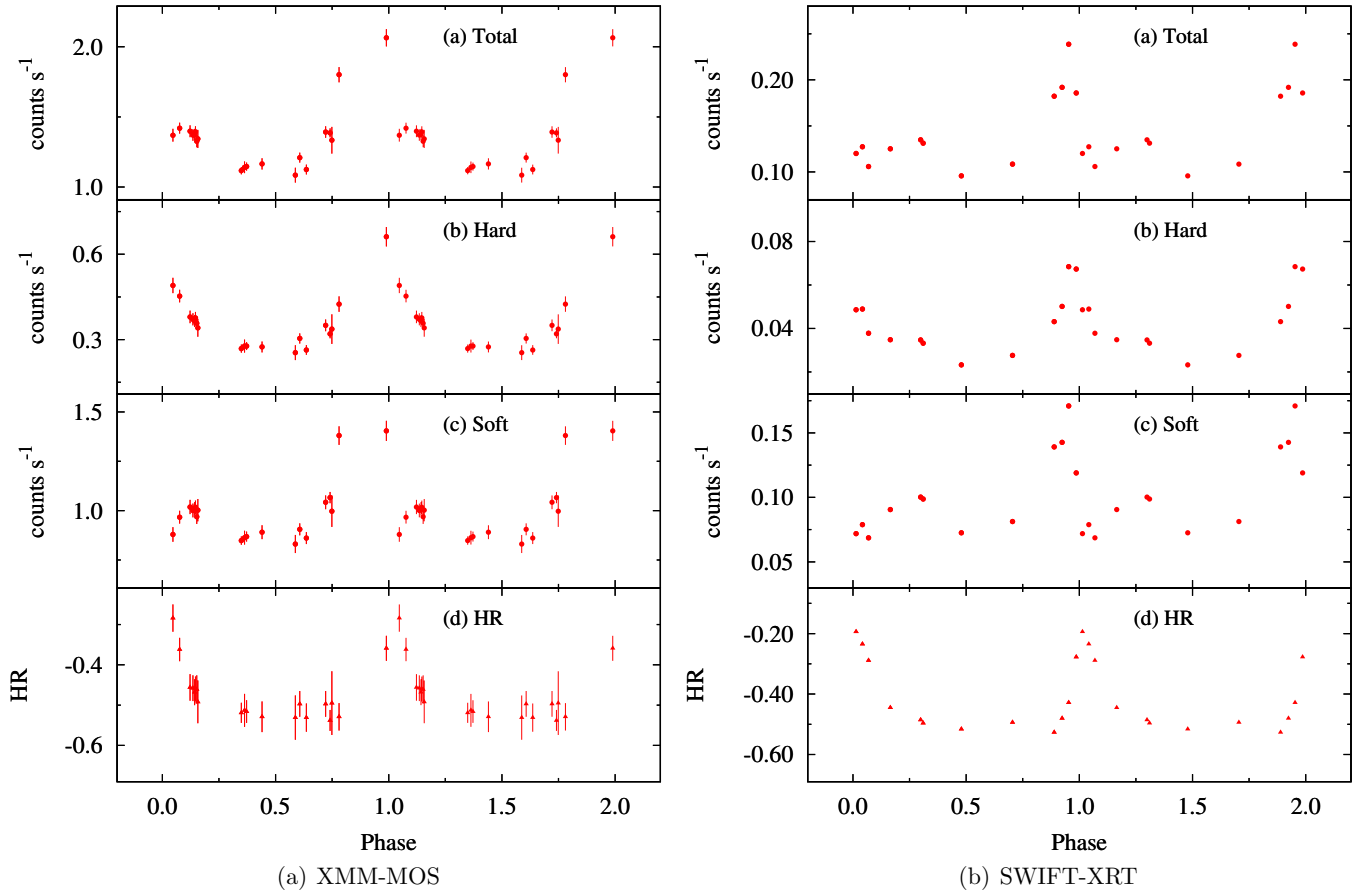 (a) Total
counts s⁻¹
2.0
1.0
(b) Hard
counts s⁻¹
0.6
0.3
(c) Soft
counts s⁻¹
1.5
1.0
(d) HR
HR
-0.4
-0.6
0.0 0.5 1.0 1.5 2.0
Phase
(a) XMM-MOS
(a) Total
counts s⁻¹
0.20
0.10
(b) Hard
counts s⁻¹
0.08
0.04
(c) Soft
counts s⁻¹
0.15
0.10
0.05
(d) HR
HR
-0.20
-0.40
-0.60
0.0 0.5 1.0 1.5 2.0
Phase
(b) SWIFT-XRT